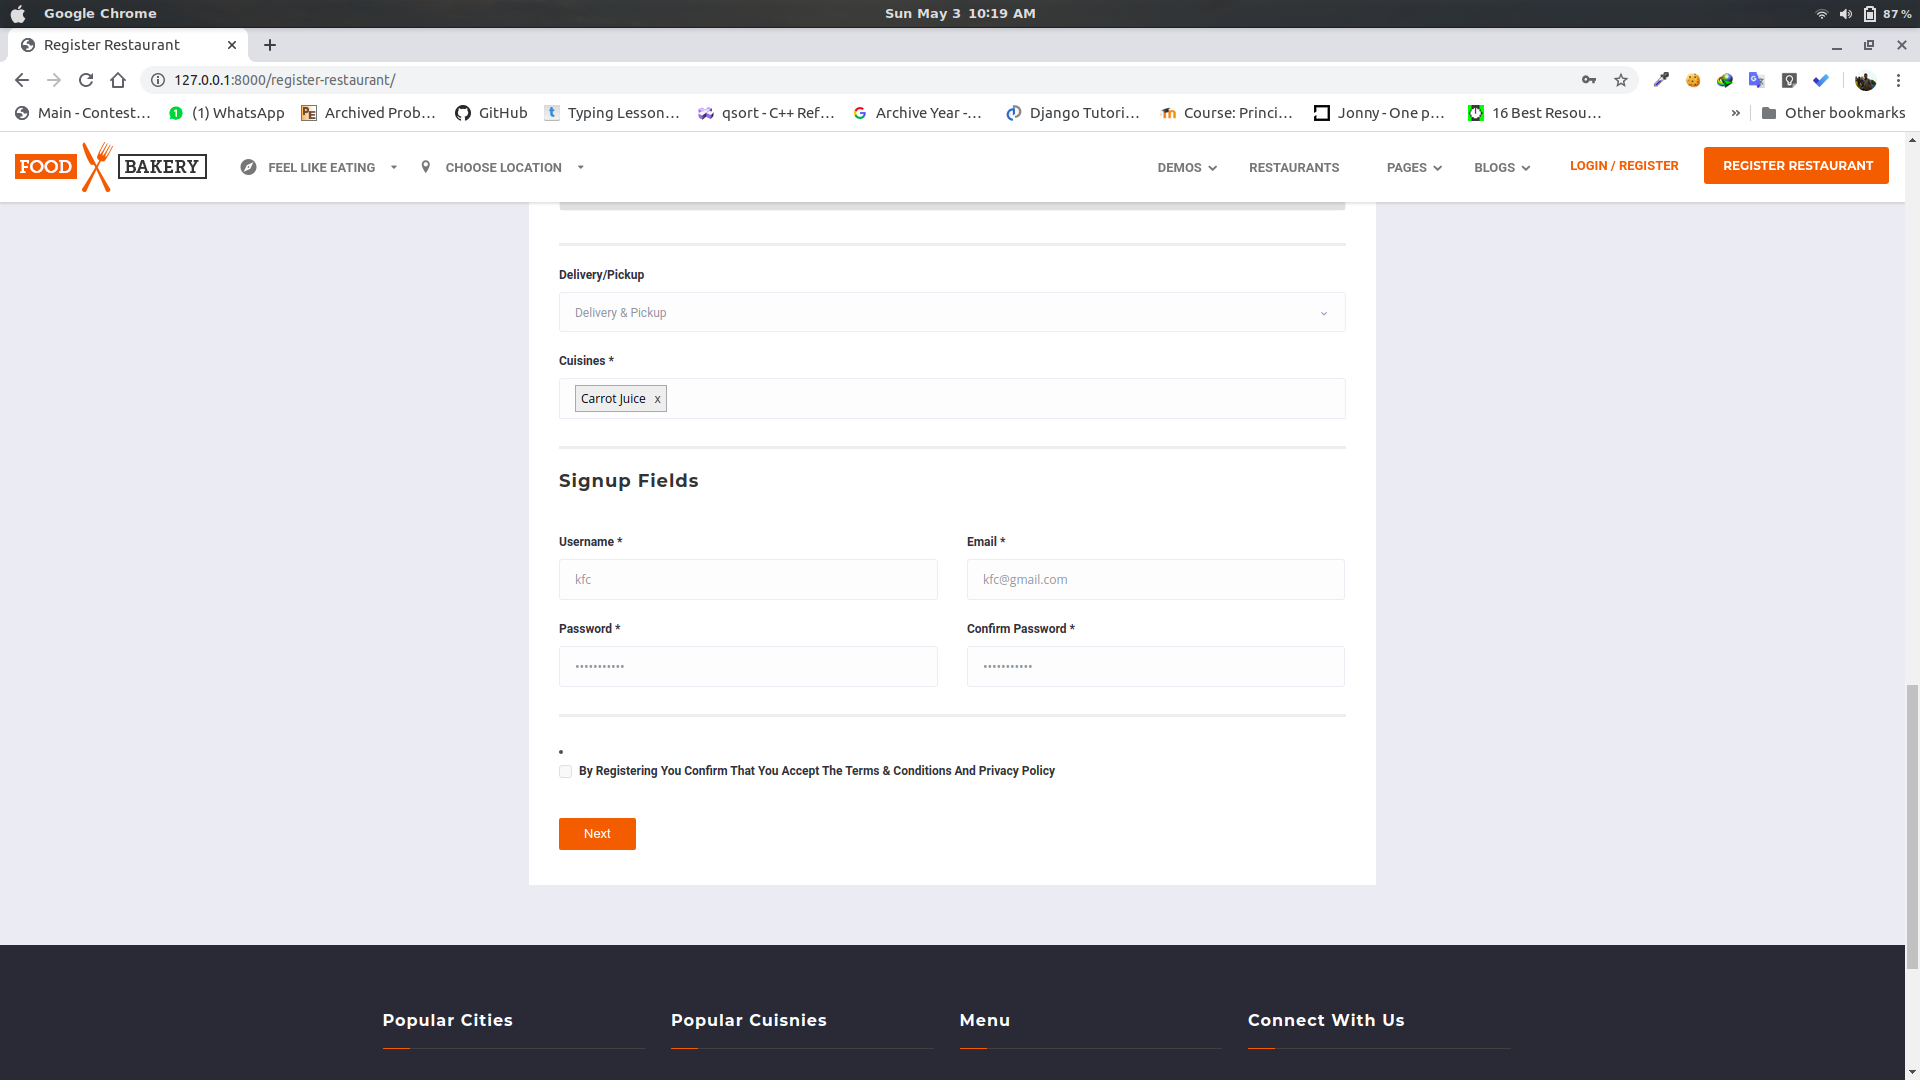 Google Chrome
Sun May 3 10:19 AM
87%
Register Restaurant
127.0.0.1:8000/register-restaurant/
Main - Contest...
(1) WhatsApp
Archived Prob...
GitHub
Typing Lesson...
qsort - C++ Ref...
Archive Year -...
Django Tutori...
Course: Princi...
Jonny - One p...
16 Best Resou...
»
Other bookmarks
FOOD BAKERY
FEEL LIKE EATING
CHOOSE LOCATION
DEMOS
RESTAURANTS
PAGES
BLOGS
LOGIN / REGISTER
REGISTER RESTAURANT
Delivery/Pickup
Delivery & Pickup
Cuisines *
Carrot Juice x
Signup Fields
Username *
Email *
kfc
kfc@gmail.com
Password *
Confirm Password *
•••••••••••
•••••••••••
•
By Registering You Confirm That You Accept The Terms & Conditions And Privacy Policy
Next
Popular Cities
Popular Cuisnies
Menu
Connect With Us